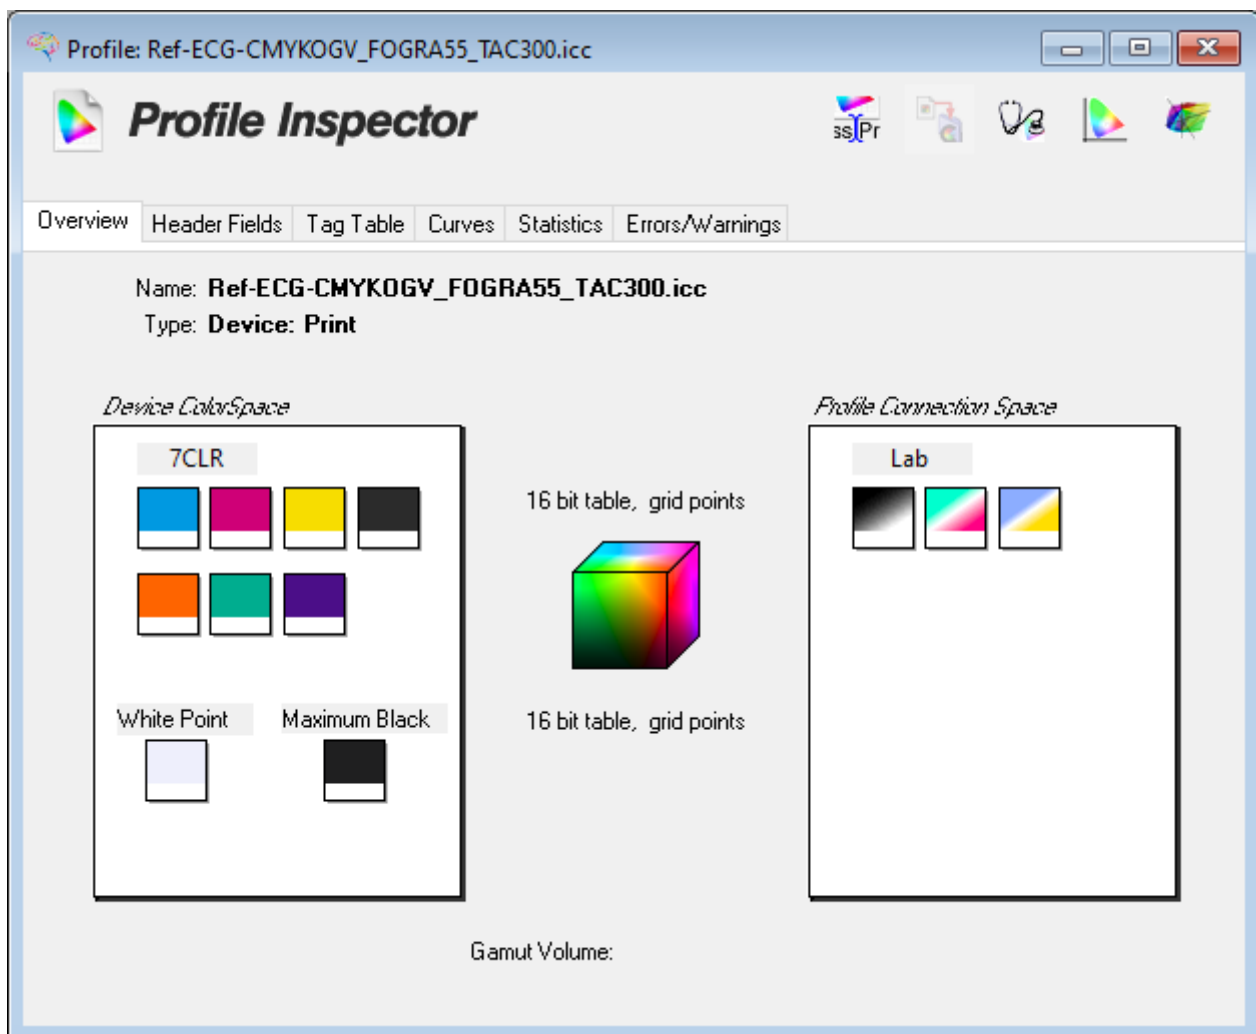 Profile: Ref-ECG-CMYKOGV_FOGRA55_TAC300.icc
Profile Inspector
ss Pr
Overview Header Fields Tag Table Curves Statistics Errors/Warnings
Name: Ref-ECG-CMYKOGV_FOGRA55_TAC300.icc
Type: Device: Print
Device ColorSpace
Profile Connection Space
7CLR
Lab
16 bit table, grid points
White Point
Maximum Black
16 bit table, grid points
Gamut Volume: